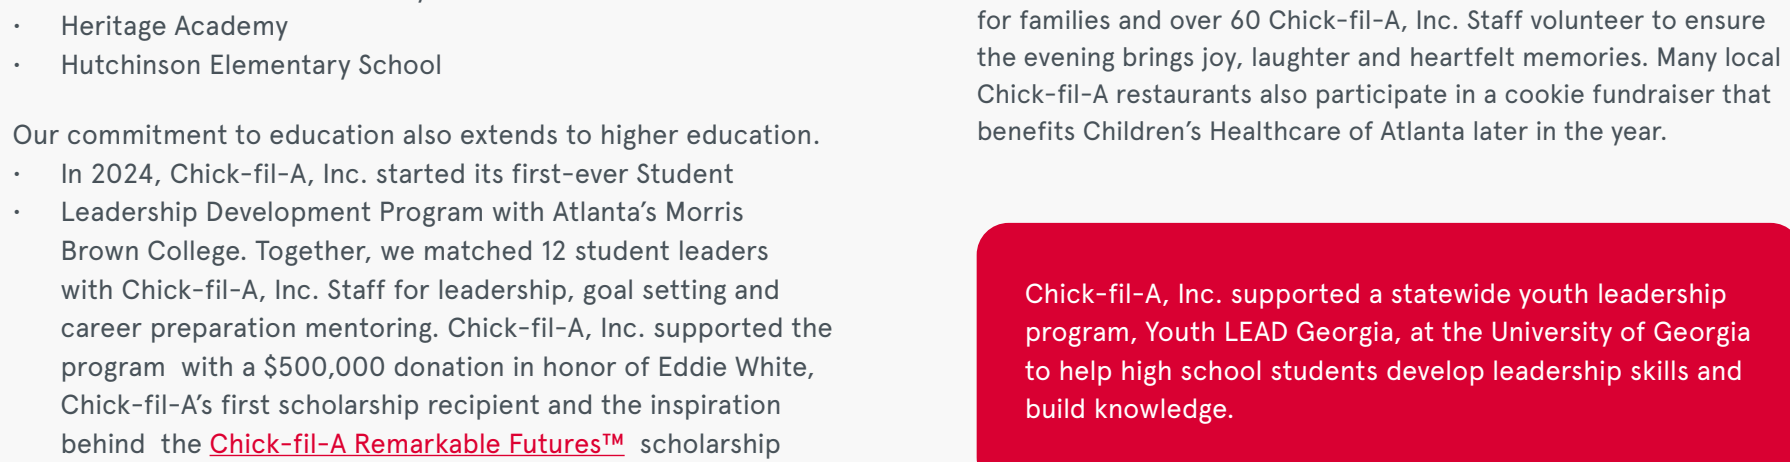 · Heritage Academy
· Hutchinson Elementary School
Our commitment to education also extends to higher education.
· In 2024, Chick-fil-A, Inc. started its first-ever Student
· Leadership Development Program with Atlanta's Morris
Brown College. Together, we matched 12 student leaders
with Chick-fil-A, Inc. Staff for leadership, goal setting and
career preparation mentoring. Chick-fil-A, Inc. supported the
program with a $500,000 donation in honor of Eddie White,
Chick-fil-A's first scholarship recipient and the inspiration
behind the Chick-fil-A Remarkable Futures™ scholarship
for families and over 60 Chick-fil-A, Inc. Staff volunteer to ensure
the evening brings joy, laughter and heartfelt memories. Many local
Chick-fil-A restaurants also participate in a cookie fundraiser that
benefits Children's Healthcare of Atlanta later in the year.
Chick-fil-A, Inc. supported a statewide youth leadership
program, Youth LEAD Georgia, at the University of Georgia
to help high school students develop leadership skills and
build knowledge.